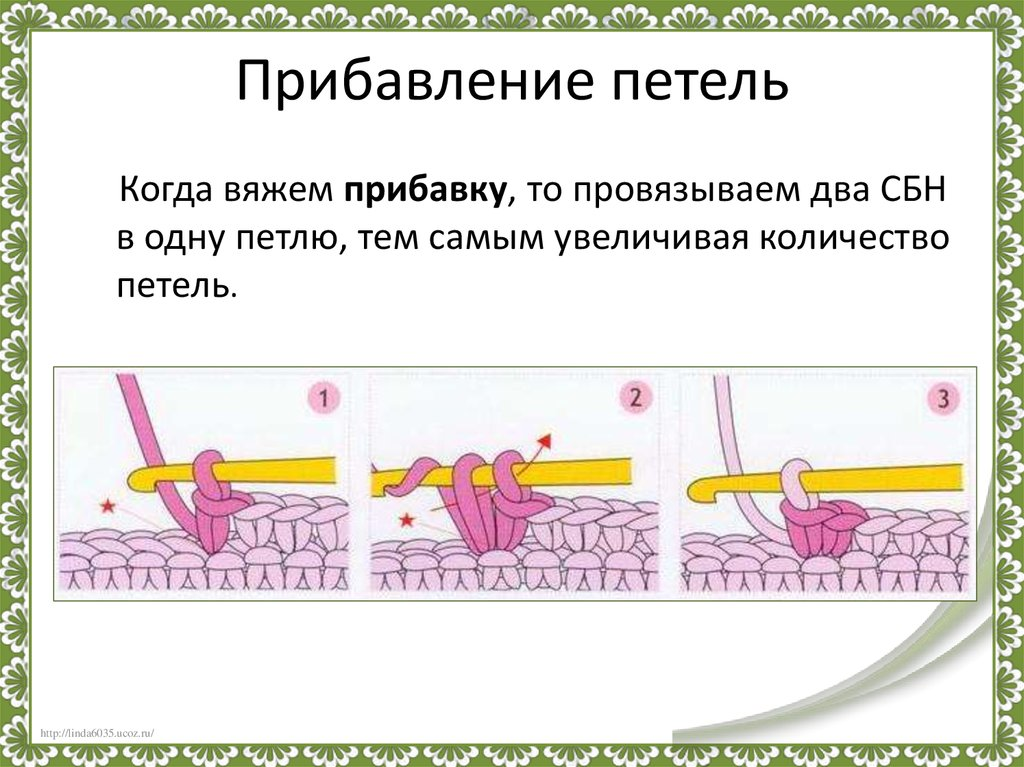 Прибавление петель
Когда вяжем прибавку, то провязываем два СБН
в одну петлю, тем самым увеличивая количество
петель.
1 2 3
http://linda6035.ucoz.ru/